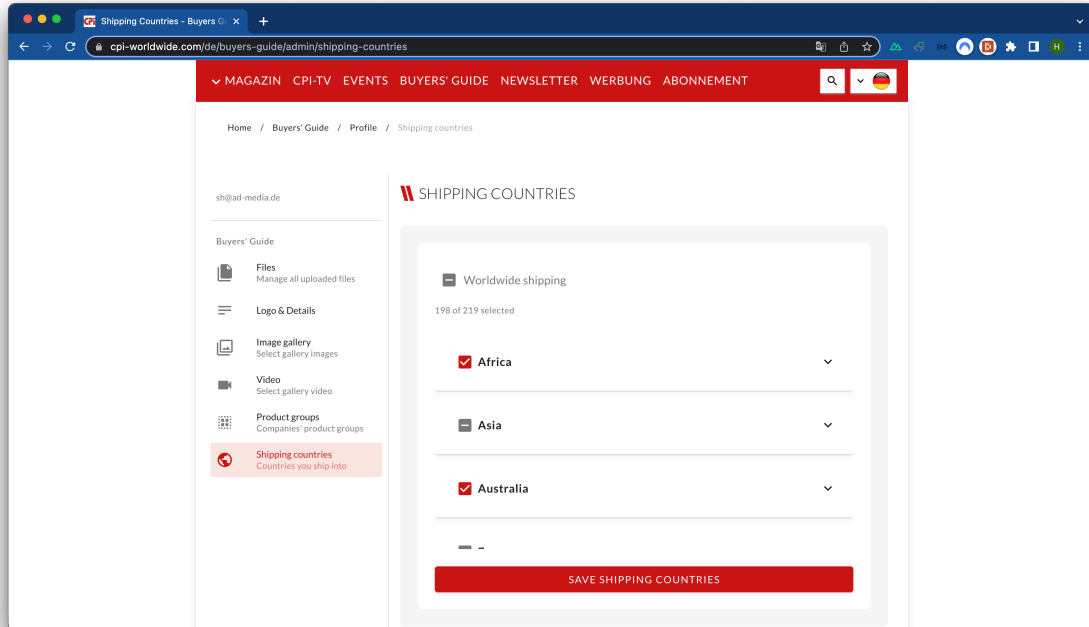 CPi Shipping Countries - Buyers G
cpi-worldwide.com/de/buyers-guide/admin/shipping-countries
H
MAGAZIN CPI-TV EVENTS BUYERS' GUIDE NEWSLETTER WERBUNG ABONNEMENT
Home / Buyers' Guide / Profile / Shipping countries
sh@ad-media.de
Buyers' Guide
Files
Manage all uploaded files
Logo & Details
Image gallery
Select gallery images
Video
Select gallery video
Product groups
Companies' product groups
Shipping countries
Countries you ship into
SHIPPING COUNTRIES
Worldwide shipping
198 of 219 selected
Africa
Asia
Australia
SAVE SHIPPING COUNTRIES